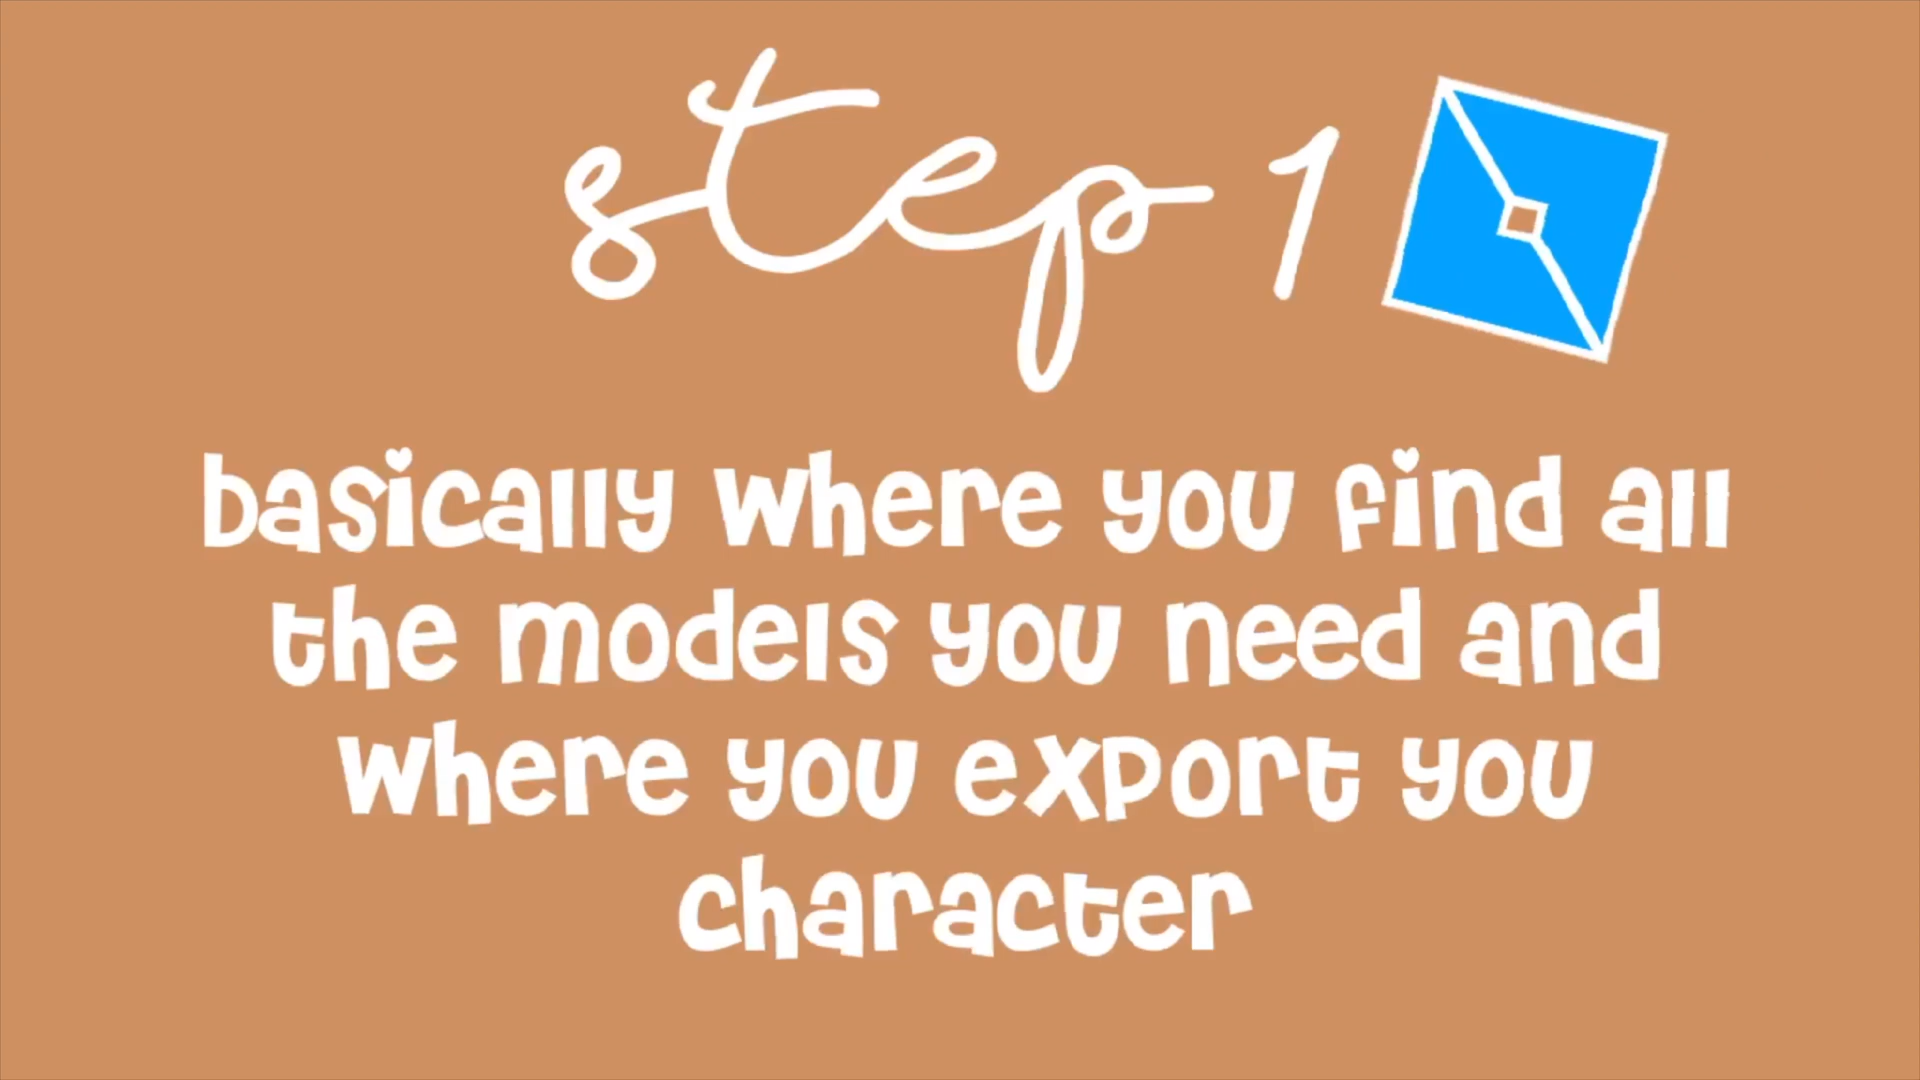 step 1
basically where you find all
the models you need and
where you export you
character